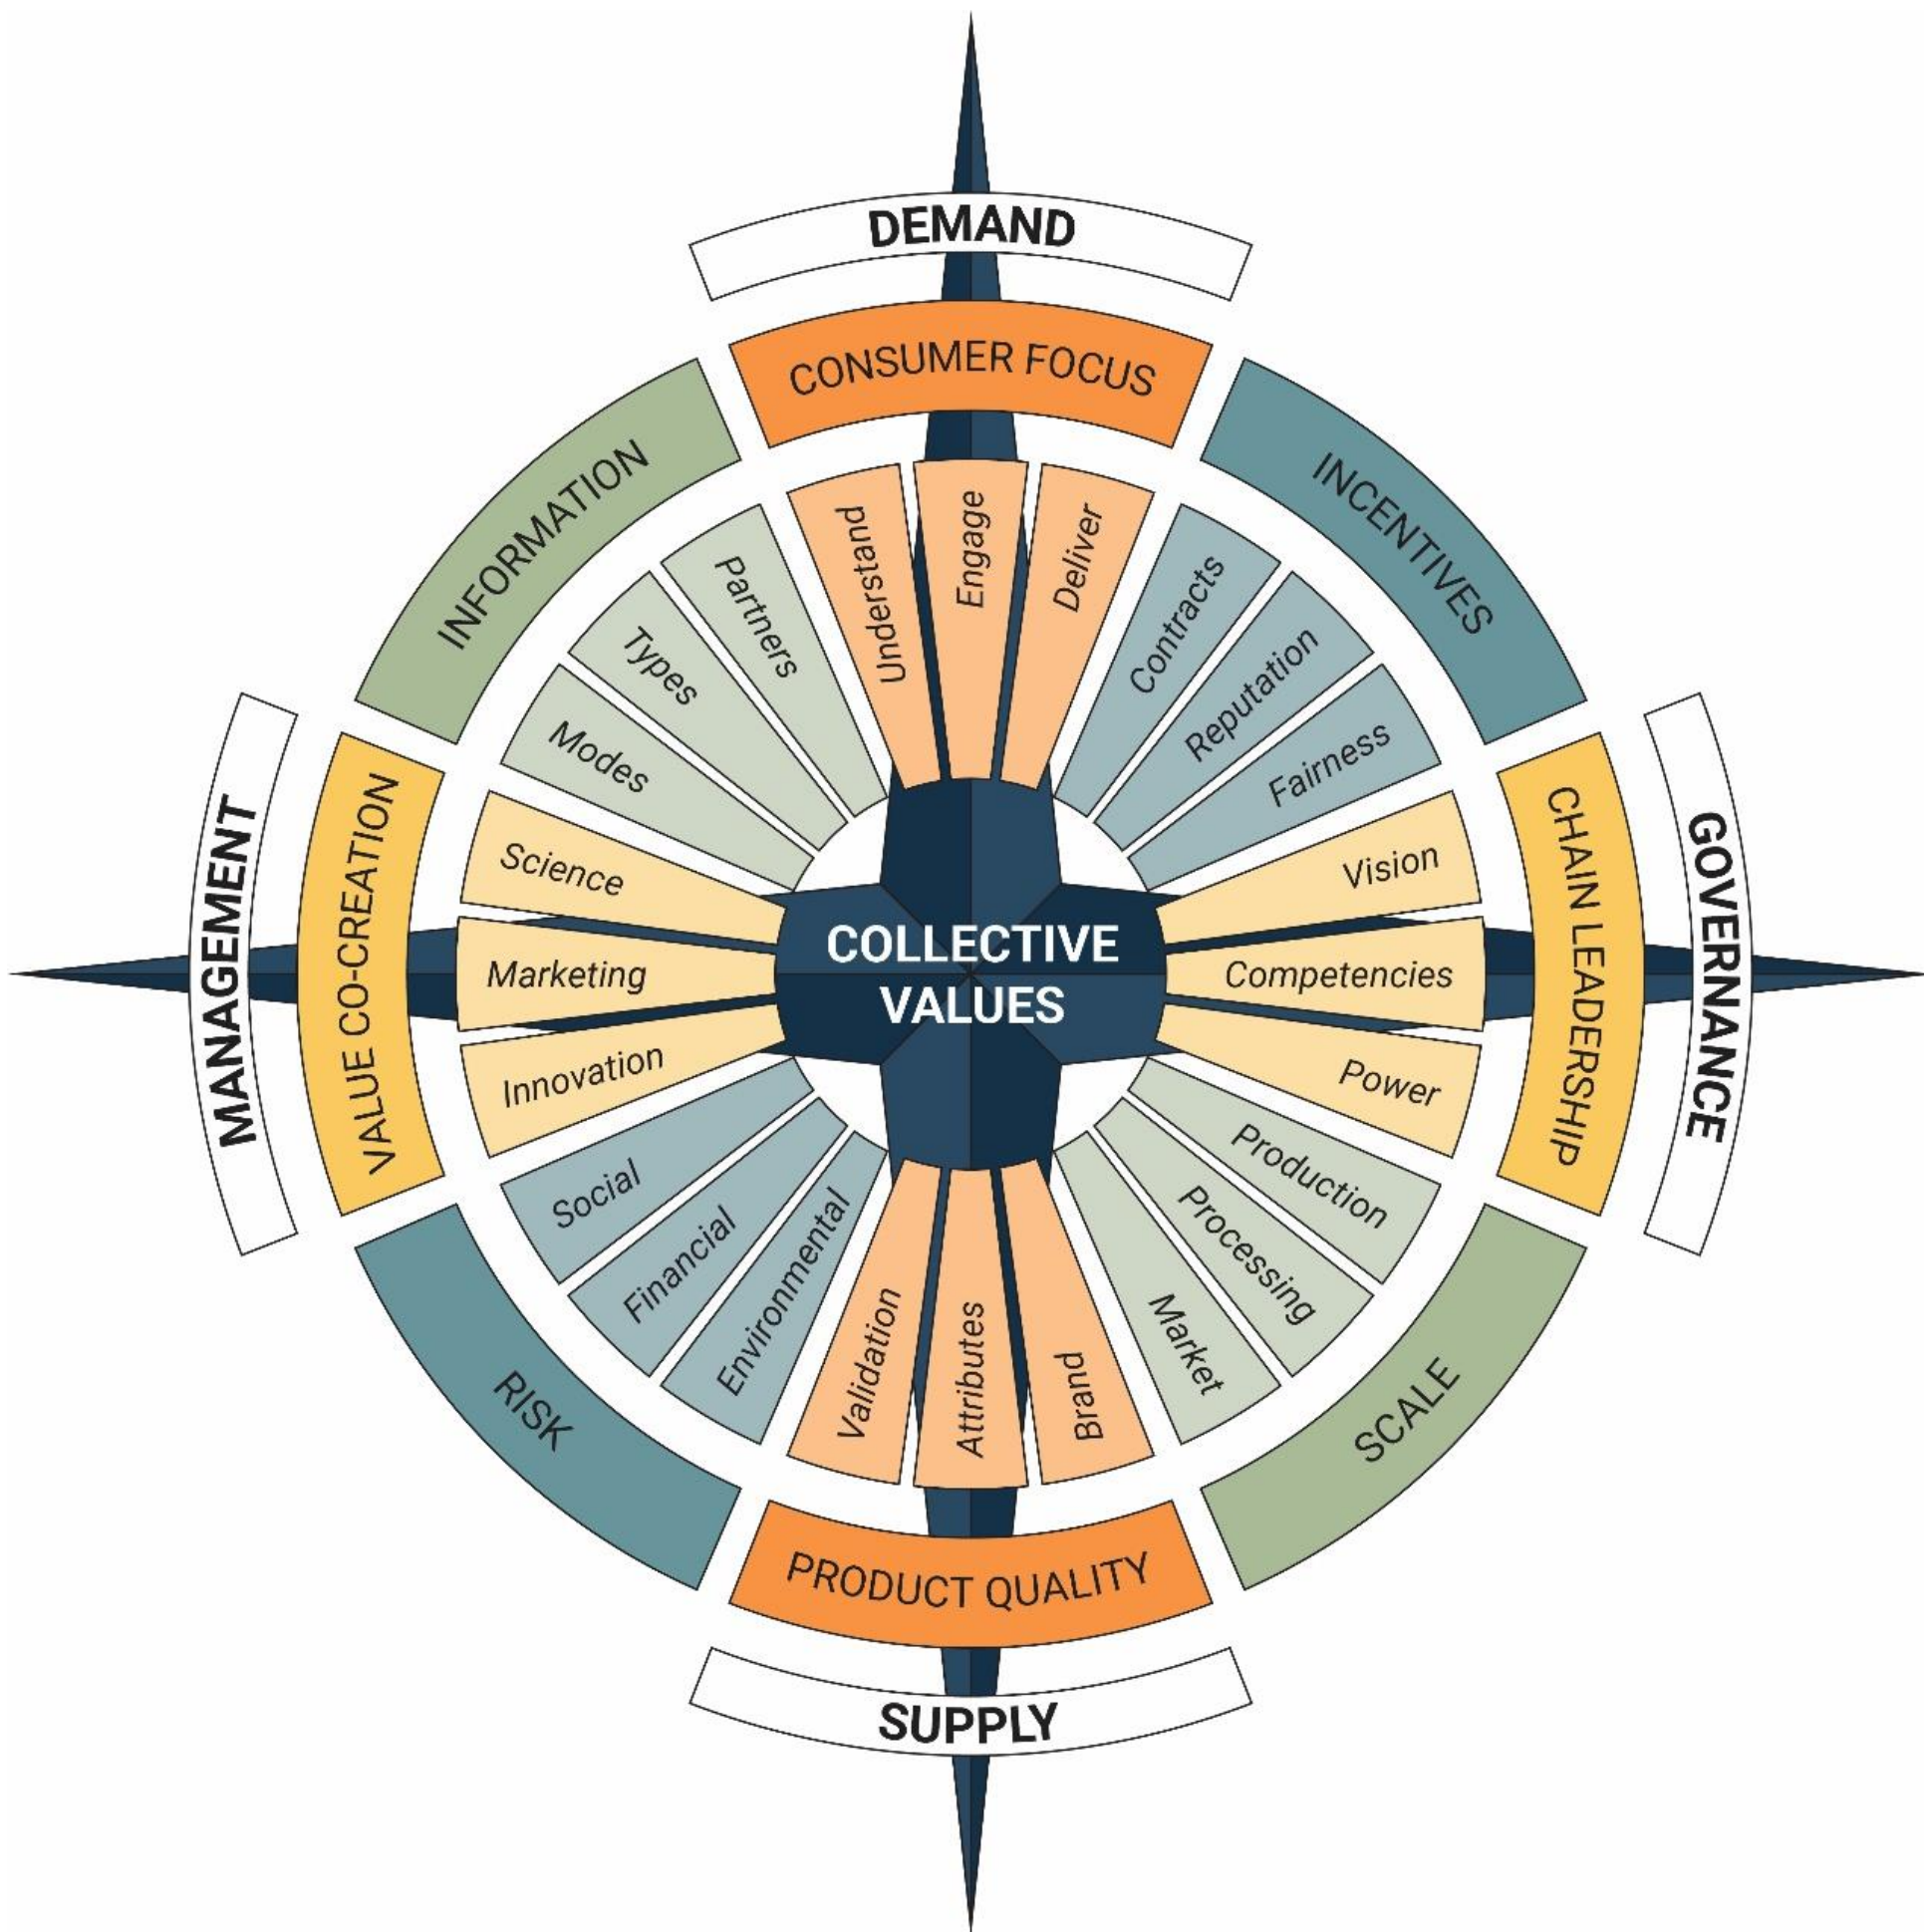 DEMAND
CONSUMER FOCUS
Understand
Engage
Deliver
INCENTIVES
Contracts
Reputation
Fairness
GOVERNANCE
CHAIN LEADERSHIP
Vision
Competencies
Power
SCALE
Production
Processing
Market
SUPPLY
PRODUCT QUALITY
Brand
Attributes
Validation
RISK
Environmental
Financial
Social
MANAGEMENT
VALUE CO-CREATION
Innovation
Marketing
Science
INFORMATION
Modes
Types
Partners
COLLECTIVE
VALUES